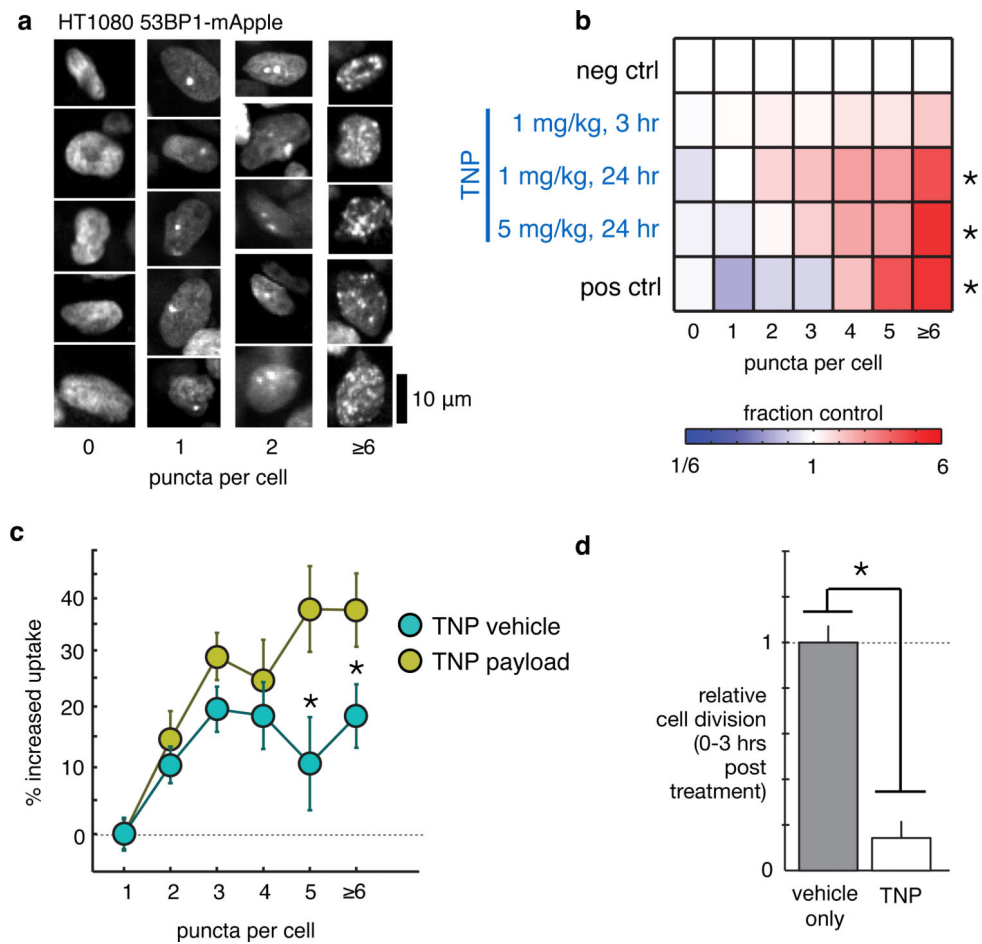 a
HT1080 53BP1-mApple
0
1
2
≥6
puncta per cell
10 μm
b
neg ctrl
TNP
1 mg/kg, 3 hr
1 mg/kg, 24 hr
*
5 mg/kg, 24 hr
*
pos ctrl
*
0 1 2 3 4 5 ≥6
puncta per cell
fraction control
1/6 1 6
c
% increased uptake
40
30
20
10
0
* *
TNP vehicle
TNP payload
1 2 3 4 5 ≥6
puncta per cell
d
*
1
relative
cell division
(0-3 hrs
post
treatment)
0
vehicle
only
TNP